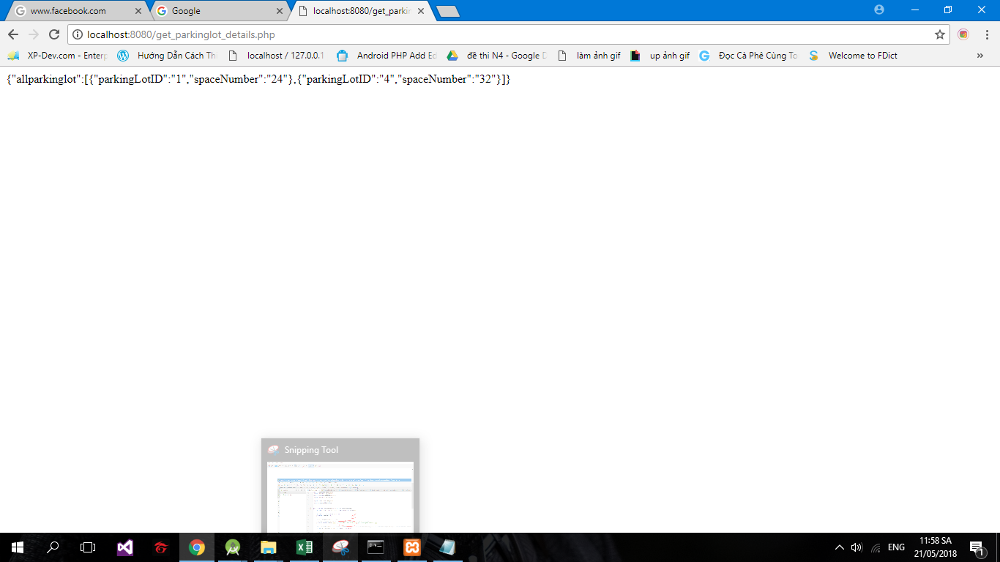 www.facebook.com
Google
localhost:8080/get_parkin
localhost:8080/get_parkinglot_details.php
XP-Dev.com - Enterp
Hướng Dẫn Cách Thi
localhost / 127.0.0.1
Android PHP Add Ed
đề thi N4 - Google D
làm ảnh gif
up ảnh gif
Đọc Cà Phê Cùng To
Welcome to FDict
{"allparkinglot":[{"parkingLotID":"1","spaceNumber":"24"},{"parkingLotID":"4","spaceNumber":"32"}]}
Snipping Tool
ENG
11:58 SA
21/05/2018
1